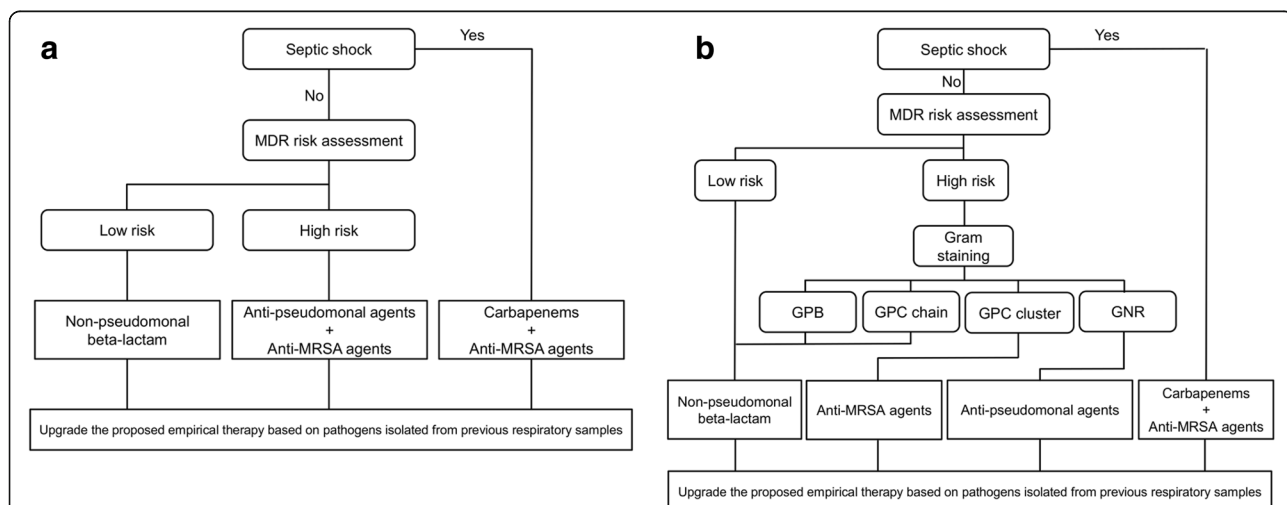 a
Septic shock
Yes
No
MDR risk assessment
Low risk
High risk
Non-pseudomonal
beta-lactam
Anti-pseudomonal agents
+
Anti-MRSA agents
Carbapenems
+
Anti-MRSA agents
Upgrade the proposed empirical therapy based on pathogens isolated from previous respiratory samples
b
Septic shock
Yes
No
MDR risk assessment
Low risk
High risk
Gram
staining
GPB
GPC chain
GPC cluster
GNR
Non-pseudomonal
beta-lactam
Anti-MRSA agents
Anti-pseudomonal agents
Carbapenems
+
Anti-MRSA agents
Upgrade the proposed empirical therapy based on pathogens isolated from previous respiratory samples